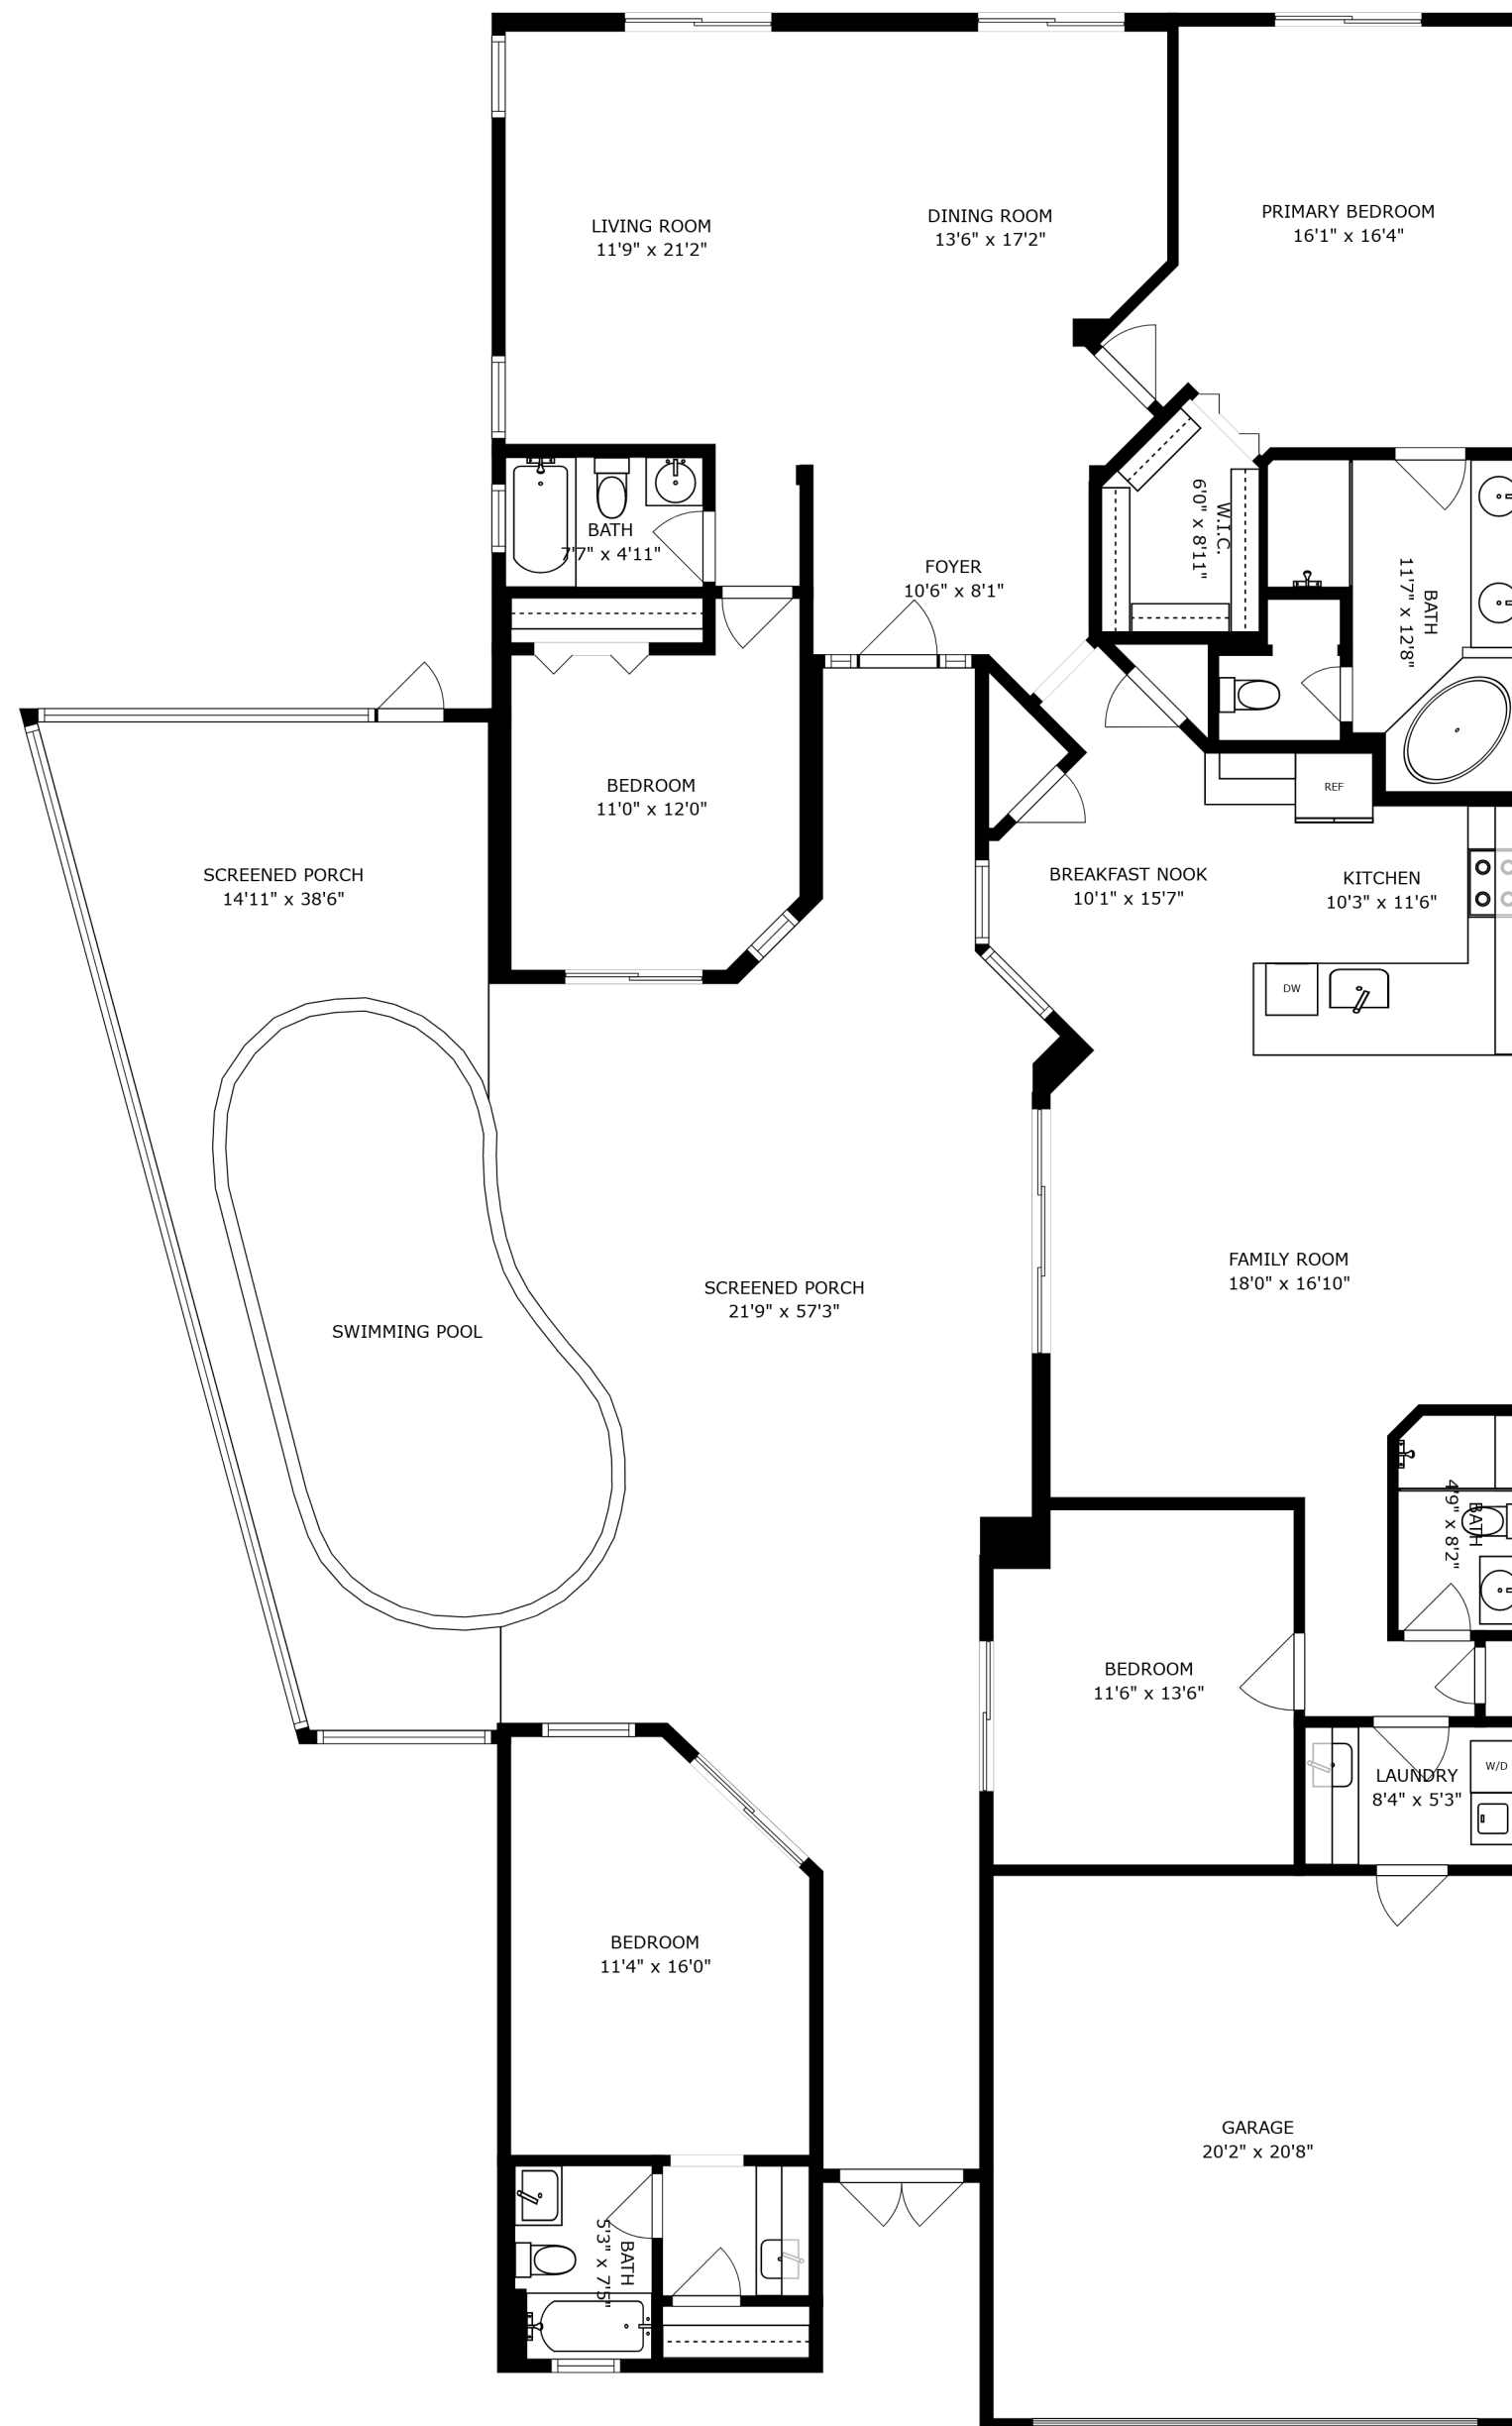 LIVING ROOM
11'9" x 21'2"
DINING ROOM
13'6" x 17'2"
PRIMARY BEDROOM
16'1" x 16'4"
BATH
7'7" x 4'11"
FOYER
10'6" x 8'1"
W.I.C.
6'0" x 8'11"
BATH
11'7" x 12'8"
BEDROOM
11'0" x 12'0"
REF
SCREENED PORCH
14'11" x 38'6"
BREAKFAST NOOK
10'1" x 15'7"
KITCHEN
10'3" x 11'6"
DW
SCREENED PORCH
21'9" x 57'3"
FAMILY ROOM
18'0" x 16'10"
SWIMMING POOL
BATH
4'9" x 8'2"
BEDROOM
11'6" x 13'6"
LAUNDRY
8'4" x 5'3"
W/D
BEDROOM
11'4" x 16'0"
GARAGE
20'2" x 20'8"
BATH
5'3" x 7'5"